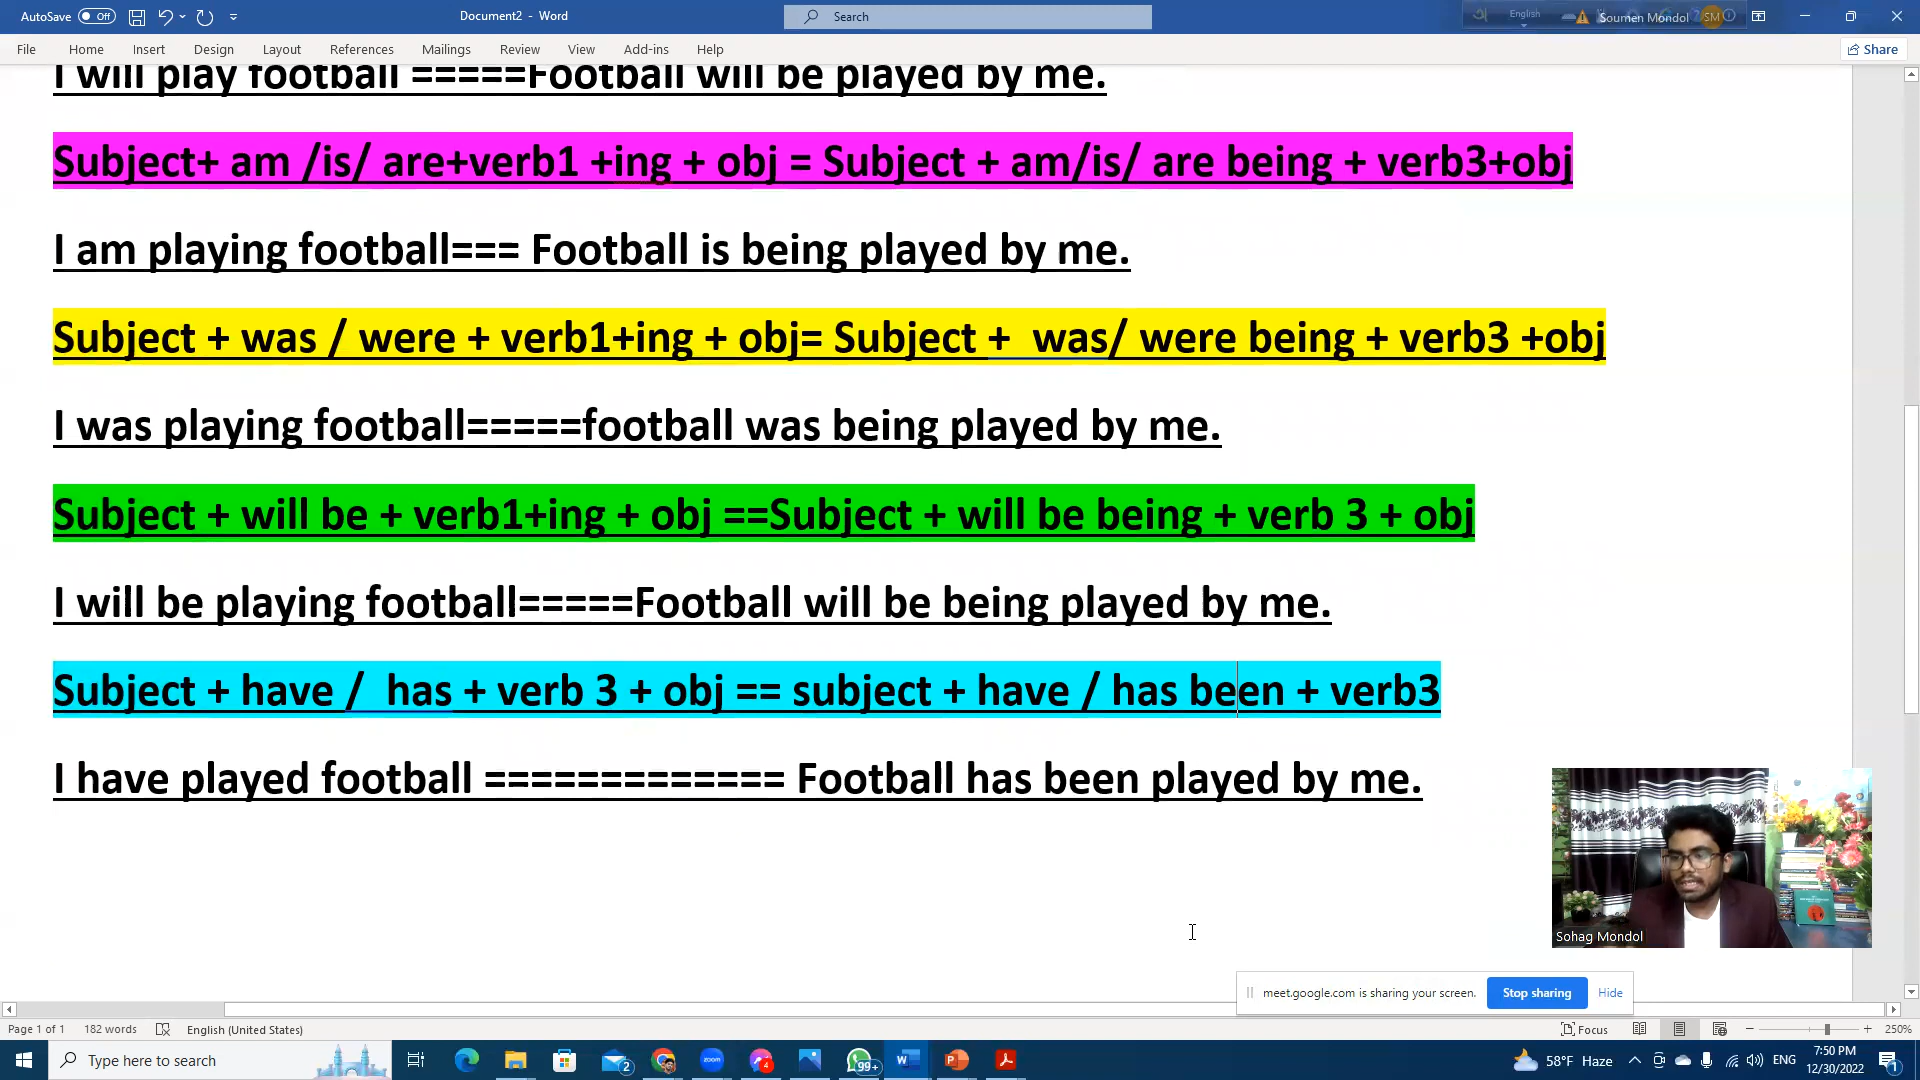 AutoSave Off Document2 - Word Search English Soumen Mondol SM
File Home Insert Design Layout References Mailings Review View Add-ins Help Share
I will play football =====Football will be played by me.
Subject+ am /is/ are+verb1 +ing + obj = Subject + am/is/ are being + verb3+obj
I am playing football=== Football is being played by me.
Subject + was / were + verb1+ing + obj= Subject +  was/ were being + verb3 +obj
I was playing football=====football was being played by me.
Subject + will be + verb1+ing + obj ==Subject + will be being + verb 3 + obj
I will be playing football=====Football will be being played by me.
Subject + have /  has + verb 3 + obj == subject + have / has been + verb3
I have played football ============= Football has been played by me.
Sohag Mondol
meet.google.com is sharing your screen. Stop sharing Hide
Page 1 of 1 182 words English (United States) Focus 250%
Type here to search zoom 2 4 99+ 58°F Haze ENG 7:50 PM 1
12/30/2022